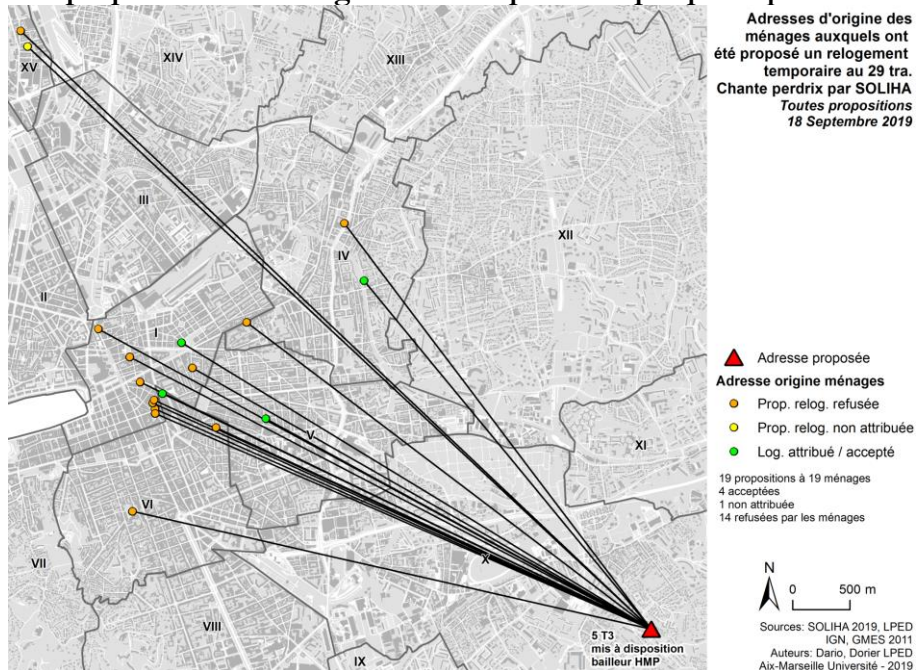 Adresses d'origine des
ménages auxquels ont
été proposé un relogement
temporaire au 29 tra.
Chante perdrix par SOLIHA
Toutes propositions
18 Septembre 2019
XV
XIV
XIII
III
IV
XII
II
I
V
XI
VI
X
VII
VIII
IX
5 T3
mis à disposition
bailleur HMP
Adresse proposée
Adresse origine ménages
Prop. relog. refusée
Prop. relog. non attribuée
Log. attribué / accepté
19 propositions à 19 ménages
4 acceptées
1 non attribuée
14 refusées par les ménages
N
0 500 m
Sources: SOLIHA 2019, LPED
IGN, GMES 2011
Auteurs: Dario, Dorier LPED
Aix-Marseille Université - 2019